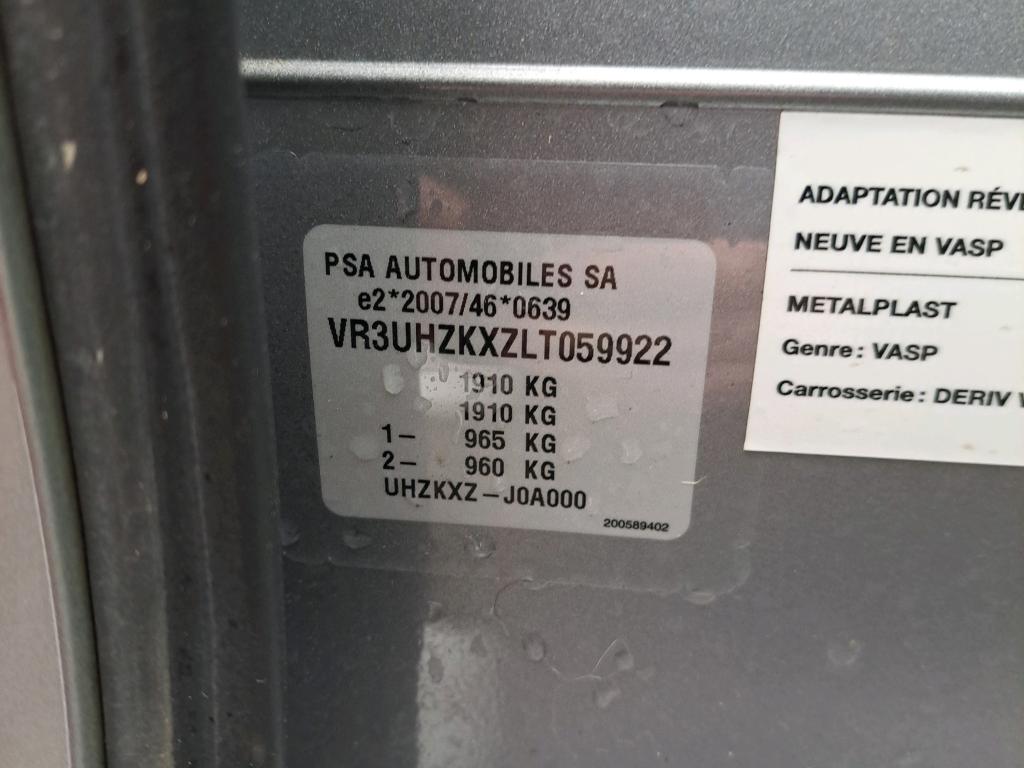 PSA AUTOMOBILES SA
e2*2007/46*0639
VR3UHZKXZLT059922
1910 KG
1910 KG
1– 965 KG
2– 960 KG
UHZKXZ–J0A000
200589402
ADAPTATION
NEUVE EN VASP
METALPLAST
Genre: VASP
Carrosserie: DERIV